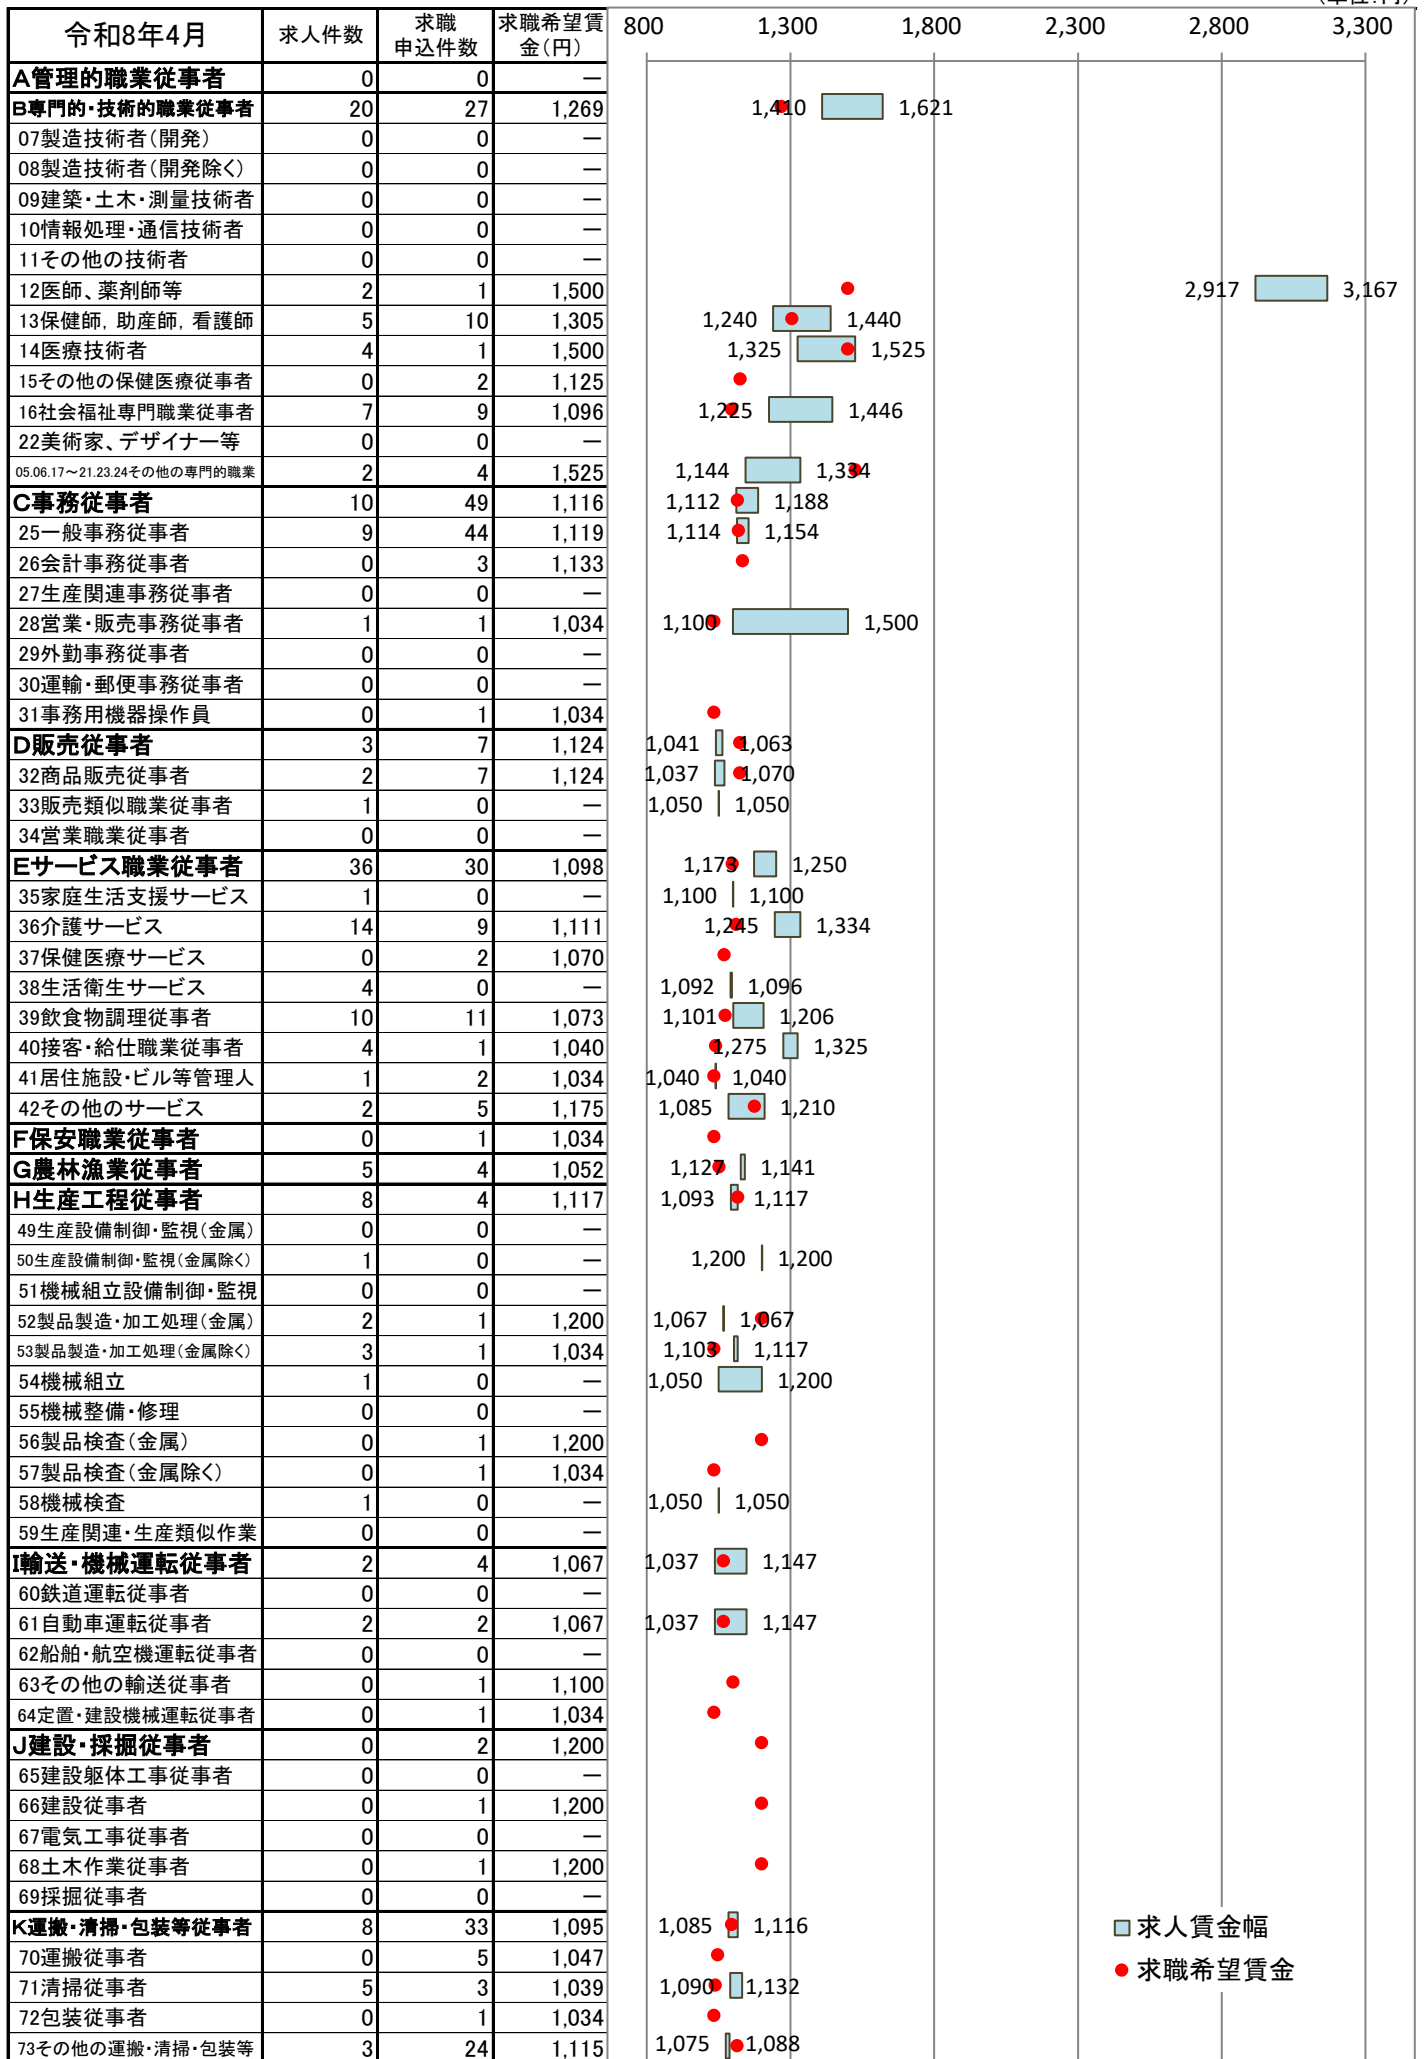 (単位:円)
令和8年4月 求人件数 求職申込件数 求職希望賃金(円) 800 1,300 1,800 2,300 2,800 3,300
A管理的職業従事者 0 0 ―
B専門的・技術的職業従事者 20 27 1,269 1,410 1,621
07製造技術者(開発) 0 0 ―
08製造技術者(開発除く) 0 0 ―
09建築・土木・測量技術者 0 0 ―
10情報処理・通信技術者 0 0 ―
11その他の技術者 0 0 ―
12医師、薬剤師等 2 1 1,500 2,917 3,167
13保健師, 助産師, 看護師 5 10 1,305 1,240 1,440
14医療技術者 4 1 1,500 1,325 1,525
15その他の保健医療従事者 0 2 1,125
16社会福祉専門職業従事者 7 9 1,096 1,225 1,446
22美術家、デザイナー等 0 0 ―
05.06.17～21.23.24その他の専門的職業 2 4 1,525 1,144 1,334
C事務従事者 10 49 1,116 1,112 1,188
25一般事務従事者 9 44 1,119 1,114 1,154
26会計事務従事者 0 3 1,133
27生産関連事務従事者 0 0 ―
28営業・販売事務従事者 1 1 1,034 1,100 1,500
29外勤事務従事者 0 0 ―
30運輸・郵便事務従事者 0 0 ―
31事務用機器操作員 0 1 1,034
D販売従事者 3 7 1,124 1,041 1,063
32商品販売従事者 2 7 1,124 1,037 1,070
33販売類似職業従事者 1 0 ― 1,050 1,050
34営業職業従事者 0 0 ―
Eサービス職業従事者 36 30 1,098 1,173 1,250
35家庭生活支援サービス 1 0 ― 1,100 1,100
36介護サービス 14 9 1,111 1,245 1,334
37保健医療サービス 0 2 1,070
38生活衛生サービス 4 0 ― 1,092 1,096
39飲食物調理従事者 10 11 1,073 1,101 1,206
40接客・給仕職業従事者 4 1 1,040 1,275 1,325
41居住施設・ビル等管理人 1 2 1,034 1,040 1,040
42その他のサービス 2 5 1,175 1,085 1,210
F保安職業従事者 0 1 1,034
G農林漁業従事者 5 4 1,052 1,127 1,141
H生産工程従事者 8 4 1,117 1,093 1,117
49生産設備制御・監視(金属) 0 0 ―
50生産設備制御・監視(金属除く) 1 0 ― 1,200 1,200
51機械組立設備制御・監視 0 0 ―
52製品製造・加工処理(金属) 2 1 1,200 1,067 1,067
53製品製造・加工処理(金属除く) 3 1 1,034 1,103 1,117
54機械組立 1 0 ― 1,050 1,200
55機械整備・修理 0 0 ―
56製品検査(金属) 0 1 1,200
57製品検査(金属除く) 0 1 1,034
58機械検査 1 0 ― 1,050 1,050
59生産関連・生産類似作業 0 0 ―
I輸送・機械運転従事者 2 4 1,067 1,037 1,147
60鉄道運転従事者 0 0 ―
61自動車運転従事者 2 2 1,067 1,037 1,147
62船舶・航空機運転従事者 0 0 ―
63その他の輸送従事者 0 1 1,100
64定置・建設機械運転従事者 0 1 1,034
J建設・採掘従事者 0 2 1,200
65建設躯体工事従事者 0 0 ―
66建設従事者 0 1 1,200
67電気工事従事者 0 0 ―
68土木作業従事者 0 1 1,200
69採掘従事者 0 0 ―
K運搬・清掃・包装等従事者 8 33 1,095 1,085 1,116 求人賃金幅
70運搬従事者 0 5 1,047 求職希望賃金
71清掃従事者 5 3 1,039 1,090 1,132
72包装従事者 0 1 1,034
73その他の運搬・清掃・包装等 3 24 1,115 1,075 1,088